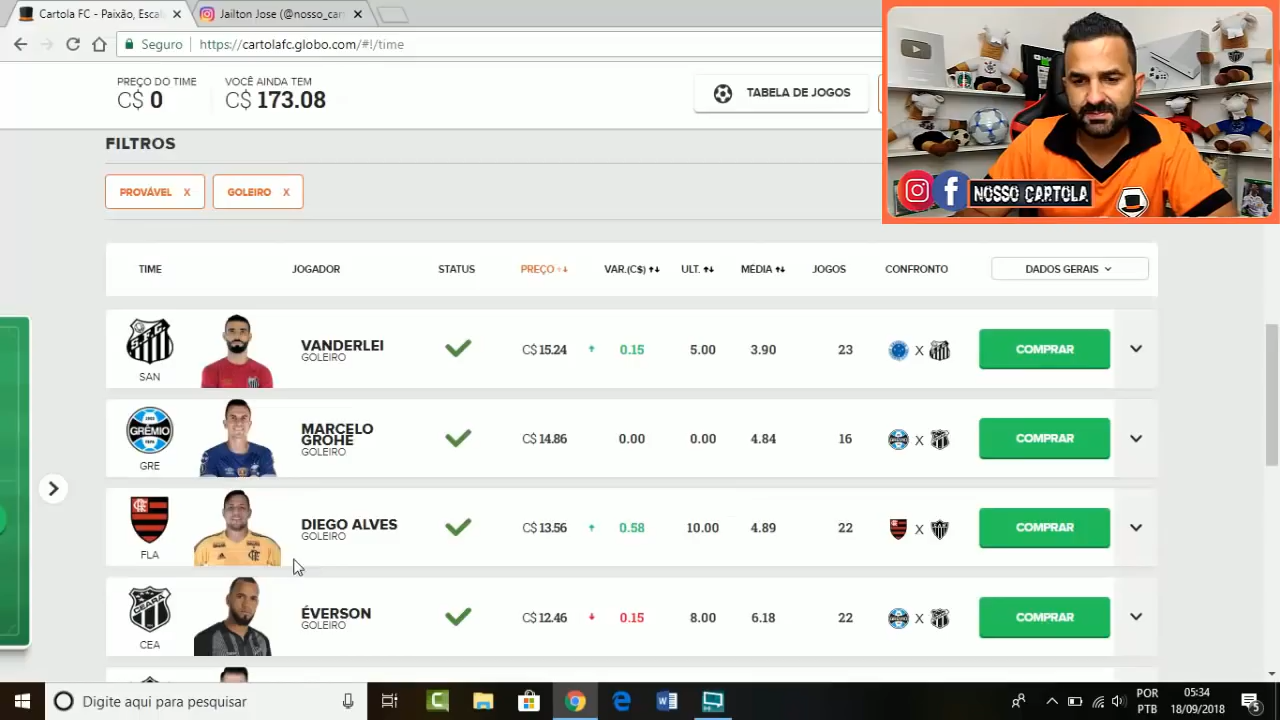 Cartola FC - Paixão, Escal
Jailton Jose (@nosso_car
Seguro
https://cartolafc.globo.com/#!/time
PREÇO DO TIME
C$ 0
VOCÊ AINDA TEM
C$ 173.08
TABELA DE JOGOS
NOSSO CARTOLA
FILTROS
PROVÁVEL X
GOLEIRO X
TIME JOGADOR STATUS PREÇO VAR.(C$) ULT. MÉDIA JOGOS CONFRONTO DADOS GERAIS
SAN
VANDERLEI
GOLEIRO
C$ 15.24 0.15 5.00 3.90 23 X COMPRAR
GRE
MARCELO
GROHE
GOLEIRO
C$ 14.86 0.00 0.00 4.84 16 X COMPRAR
FLA
DIEGO ALVES
GOLEIRO
C$ 13.56 0.58 10.00 4.89 22 X COMPRAR
CEA
ÉVERSON
GOLEIRO
C$ 12.46 0.15 8.00 6.18 22 X COMPRAR
Digite aqui para pesquisar
POR
PTB
05:34
18/09/2018
5